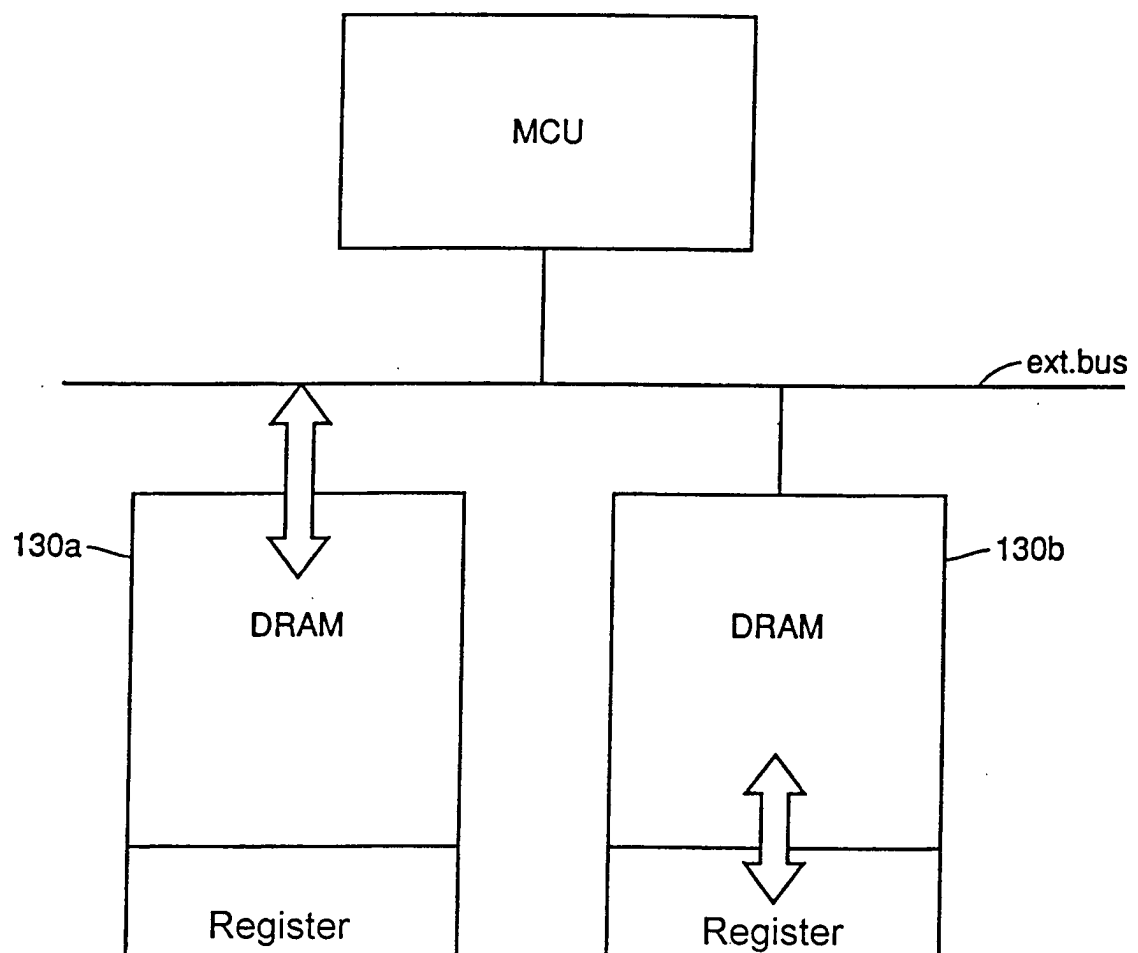 MCU
ext.bus
130a
130b
DRAM
DRAM
Register
Register